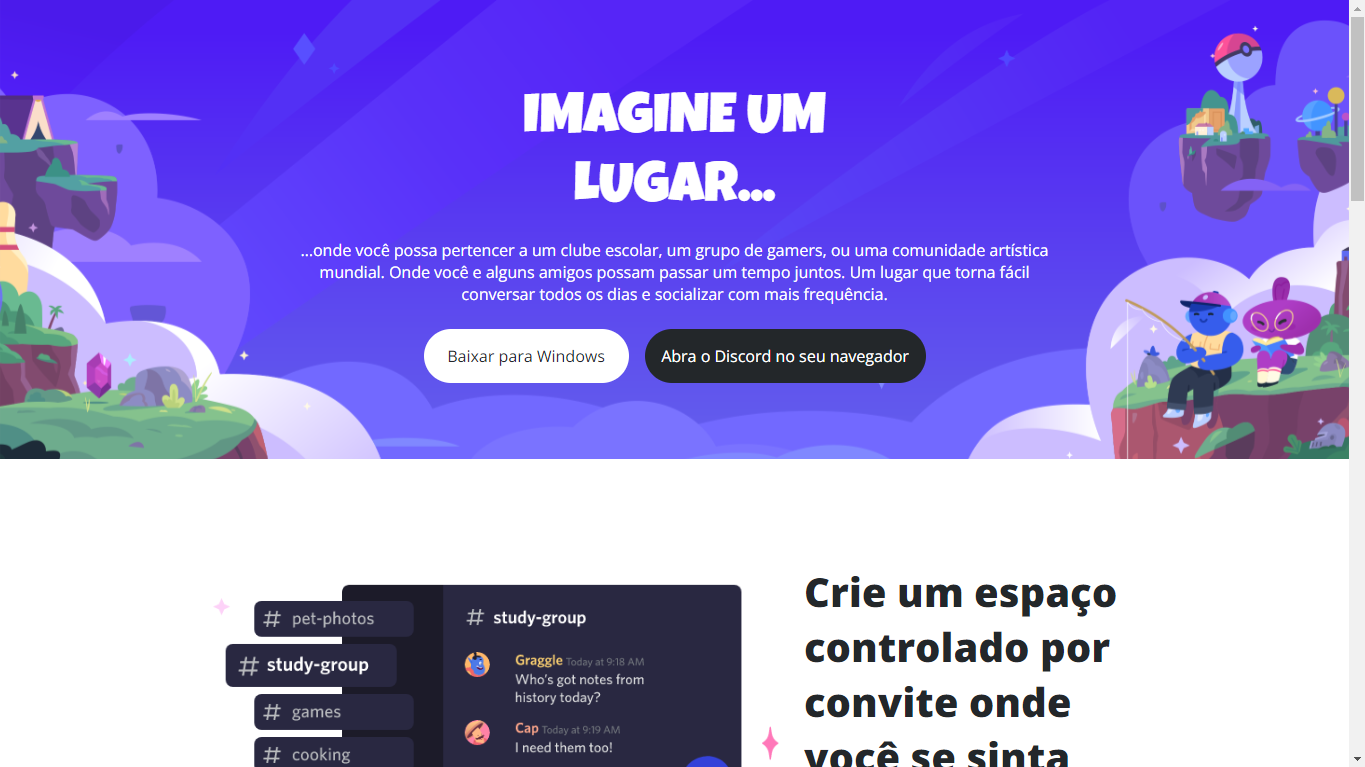 IMAGINE UM
LUGAR...
...onde você possa pertencer a um clube escolar, um grupo de gamers, ou uma comunidade artística
mundial. Onde você e alguns amigos possam passar um tempo juntos. Um lugar que torna fácil
conversar todos os dias e socializar com mais frequência.
Baixar para Windows
Abra o Discord no seu navegador
# pet-photos
# study-group
# games
# cooking
# study-group
Graggle Today at 9:18 AM
Who's got notes from
history today?
Cap Today at 9:19 AM
I need them too!
Crie um espaço
controlado por
convite onde
você se sinta